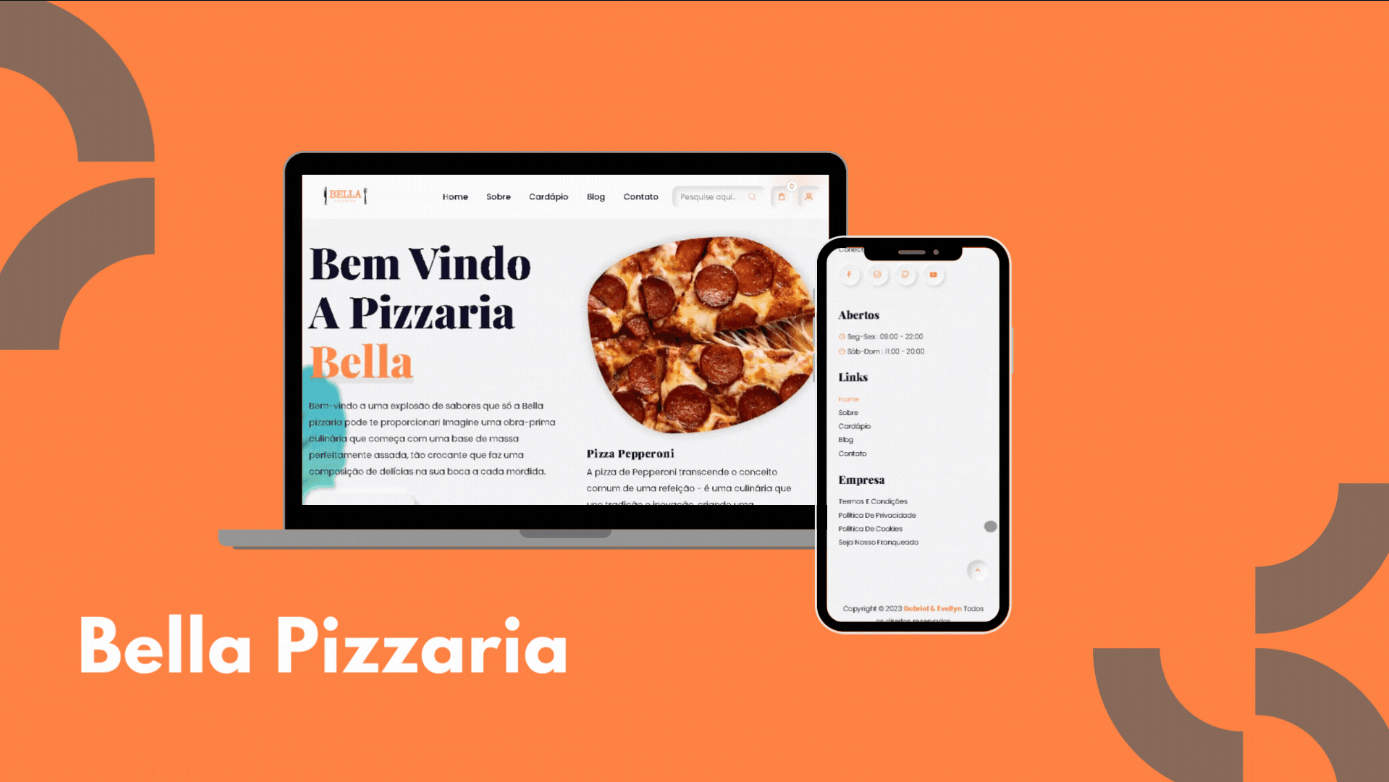 BELLA
Home Sobre Cardápio Blog Contato Pesquise aqui.. 0
Bem Vindo
A Pizzaria
Bella
Bem-vindo a uma explosão de sabores que só a Bella
pizzaria pode te proporcionar! Imagine uma obra-prima
culinária que começa com uma base de massa
perfeitamente assada, tão crocante que faz uma
composição de delícias na sua boca a cada mordida.
Pizza Pepperoni
A pizza de Pepperoni transcende o conceito
comum de uma refeição - é uma culinária que
une tradição e inovação, criando uma
Abertos
Seg-Sex : 09:00 - 22:00
Sáb-Dom : 11:00 - 20:00
Links
Home
Sobre
Cardápio
Blog
Contato
Empresa
Termos E Condições
Política De Privacidade
Política De Cookies
Seja Nosso Franqueado
Copyright © 2023 Gabriel & Evellyn Todos
os direitos reservados
Bella Pizzaria